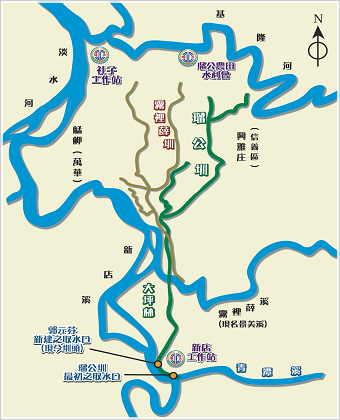 基
隆
河
N
淡
水
河
社子
工作站
瑠公農田
水利會
霧裡薛圳
瑠公圳
興雅庄
(信義區)
艋舺(萬華)
新店溪
大坪林
霧裡薛溪
(現名景美溪)
郭元芬
新建之取水口
(現今圳頭)
瑠公圳
最初之取水口
新店
工作站
青潭溪